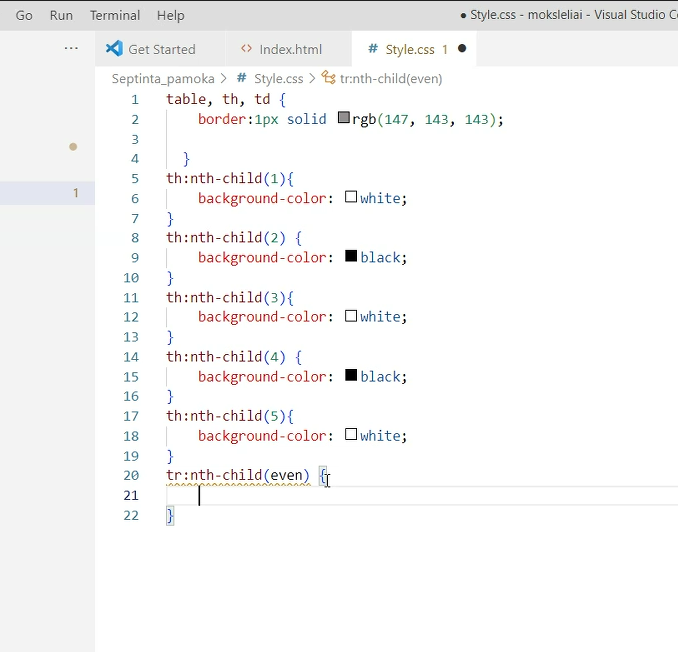 Go Run Terminal Help ● Style.css - moksleliai - Visual Studio Co
··· Get Started <> Index.html # Style.css 1 ●
Septinta_pamoka > # Style.css > tr:nth-child(even)
1 table, th, td {
2 border:1px solid rgb(147, 143, 143);
3
4 }
5 th:nth-child(1){
1
6 background-color: white;
7 }
8 th:nth-child(2) {
9 background-color: black;
10 }
11 th:nth-child(3){
12 background-color: white;
13 }
14 th:nth-child(4) {
15 background-color: black;
16 }
17 th:nth-child(5){
18 background-color: white;
19 }
20 tr:nth-child(even) {
21
22 }